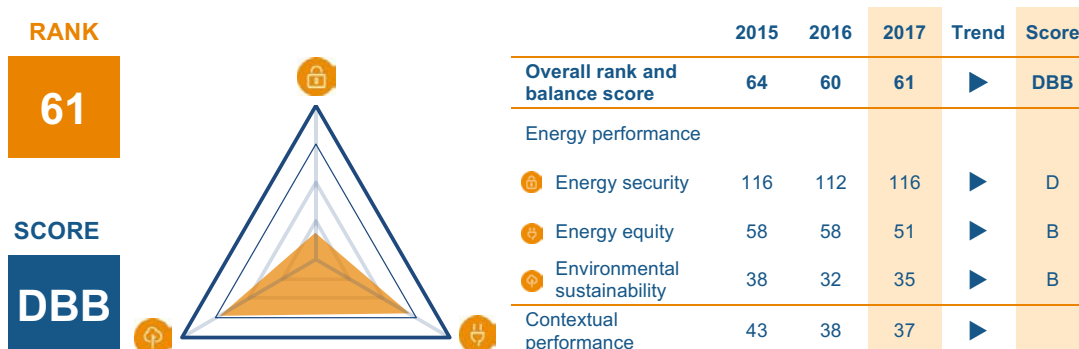 RANK
61
SCORE
DBB
2015 2016 2017 Trend Score
Overall rank and
balance score 64 60 61 DBB
Energy performance
Energy security 116 112 116 D
Energy equity 58 58 51 B
Environmental
sustainability 38 32 35 B
Contextual
performance 43 38 37